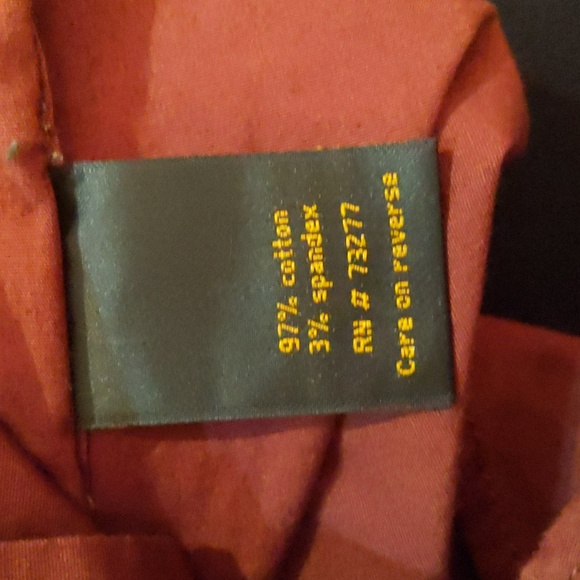 97% cotton
3% spandex
RN # 73277
Care on reverse